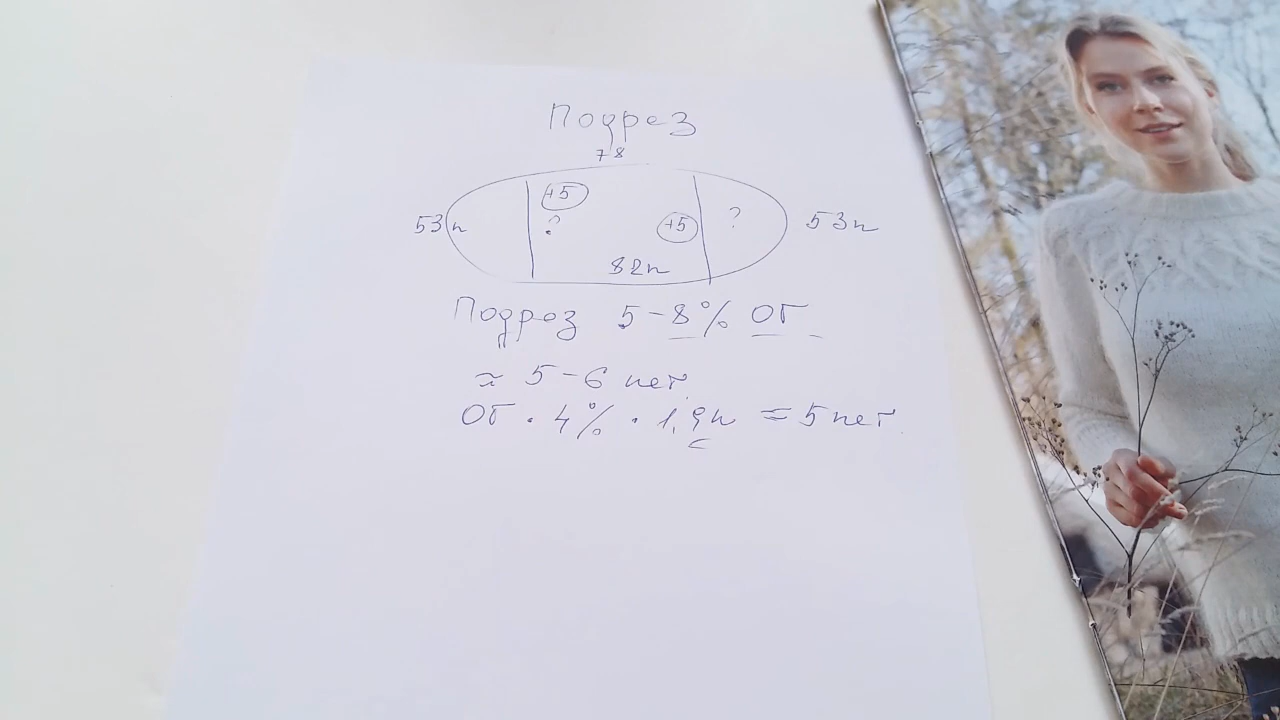 Подрез
78
+5
53п ? +5 ? 53п
82п
Подрез 5-8% ОГ
≈ 5-6 пет.
ОГ · 4% · 1,9п = 5 пет.